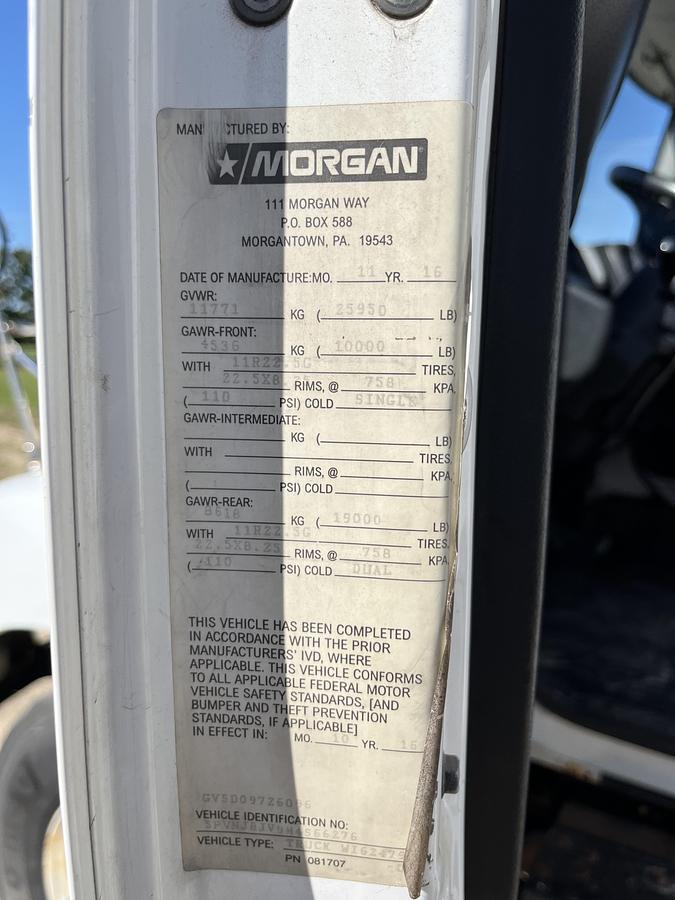 MANUFACTURED BY:
MORGAN
111 MORGAN WAY
P.O. BOX 588
MORGANTOWN, PA. 19543
DATE OF MANUFACTURE:MO. 11 YR. 16
GVWR:
11771 KG ( 25950 LB)
GAWR-FRONT:
4536 KG ( 10000 LB)
WITH 11R22.5G TIRES,
22.5X8.25 RIMS, @ 758 KPA
( 110 PSI) COLD SINGLE
GAWR-INTERMEDIATE:
KG ( LB)
WITH TIRES,
RIMS, @ KPA
( PSI) COLD
GAWR-REAR:
8618 KG ( 19000 LB)
WITH 11R22.5G TIRES,
22.5X8.25 RIMS, @ 758 KPA
( 110 PSI) COLD DUAL
THIS VEHICLE HAS BEEN COMPLETED
IN ACCORDANCE WITH THE PRIOR
MANUFACTURERS' IVD, WHERE
APPLICABLE. THIS VEHICLE CONFORMS
TO ALL APPLICABLE FEDERAL MOTOR
VEHICLE SAFETY STANDARDS, [AND
BUMPER AND THEFT PREVENTION
STANDARDS, IF APPLICABLE]
IN EFFECT IN: MO. 10 YR. 16
VEHICLE IDENTIFICATION NO:
VEHICLE TYPE: TRUCK
PN 081707